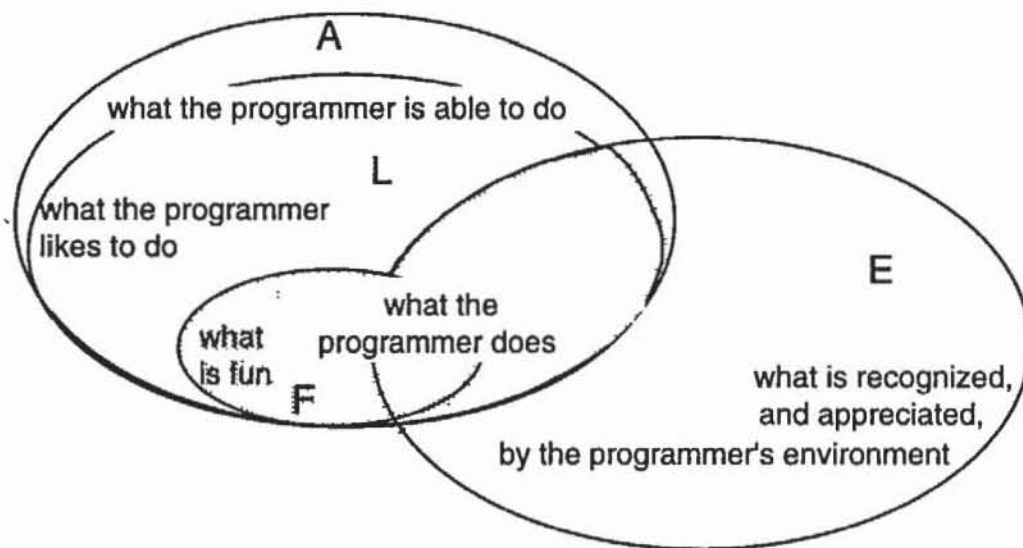 A
what the programmer is able to do
L
what the programmer
likes to do
E
what the
programmer does
what
is fun
F
what is recognized,
and appreciated,
by the programmer's environment